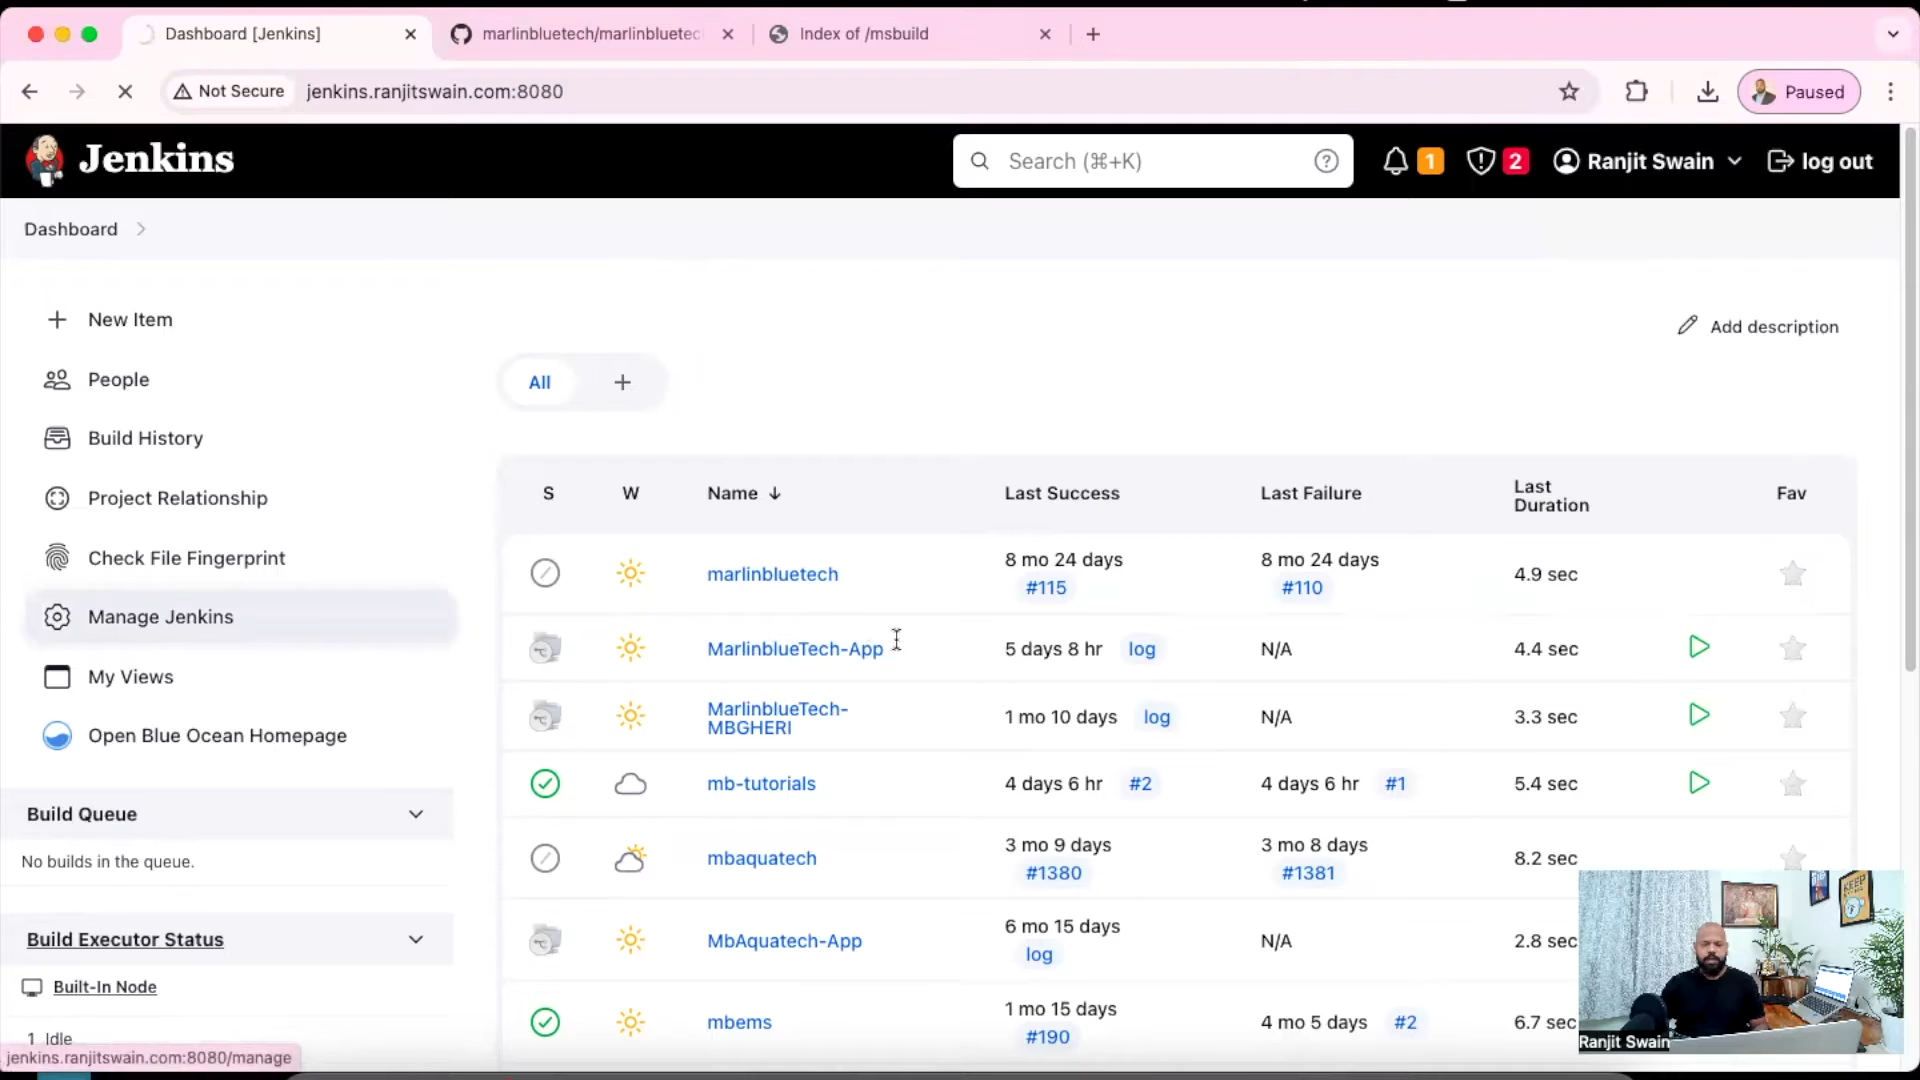 Dashboard [Jenkins]
marlinbluetech/marlinbluetec
Index of /msbuild
Not Secure
jenkins.ranjitswain.com:8080
Paused
Jenkins
Search (⌘+K)
1
2
Ranjit Swain
log out
Dashboard
New Item
People
Build History
Project Relationship
Check File Fingerprint
Manage Jenkins
My Views
Open Blue Ocean Homepage
Build Queue
No builds in the queue.
Build Executor Status
Built-In Node
1 Idle
jenkins.ranjitswain.com:8080/manage
Add description
All
S W Name ↓ Last Success Last Failure Last Duration Fav
marlinbluetech 8 mo 24 days #115 8 mo 24 days #110 4.9 sec
MarlinblueTech-App 5 days 8 hr log N/A 4.4 sec
MarlinblueTech-MBGHERI 1 mo 10 days log N/A 3.3 sec
mb-tutorials 4 days 6 hr #2 4 days 6 hr #1 5.4 sec
mbaquatech 3 mo 9 days #1380 3 mo 8 days #1381 8.2 sec
MbAquatech-App 6 mo 15 days log N/A 2.8 sec
mbems 1 mo 15 days #190 4 mo 5 days #2 6.7 sec
KEEP
Ranjit Swain